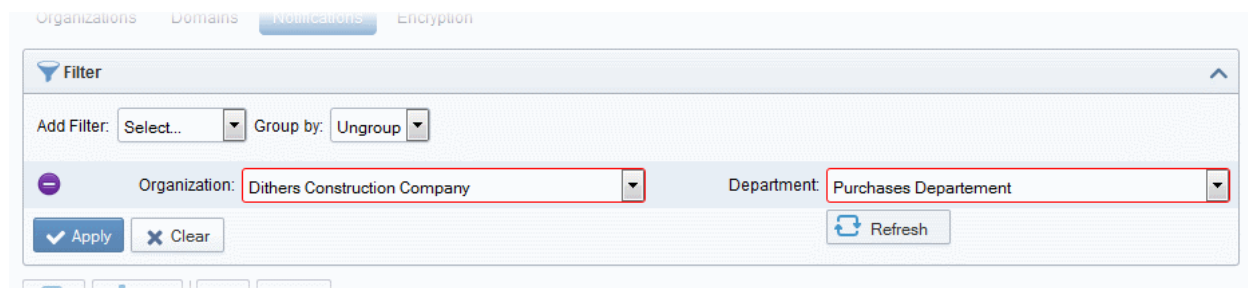 Organizations Domains Notifications Encryption
Filter
Add Filter: Select... Group by: Ungroup
Organization: Dithers Construction Company Department: Purchases Departement
Apply Clear Refresh